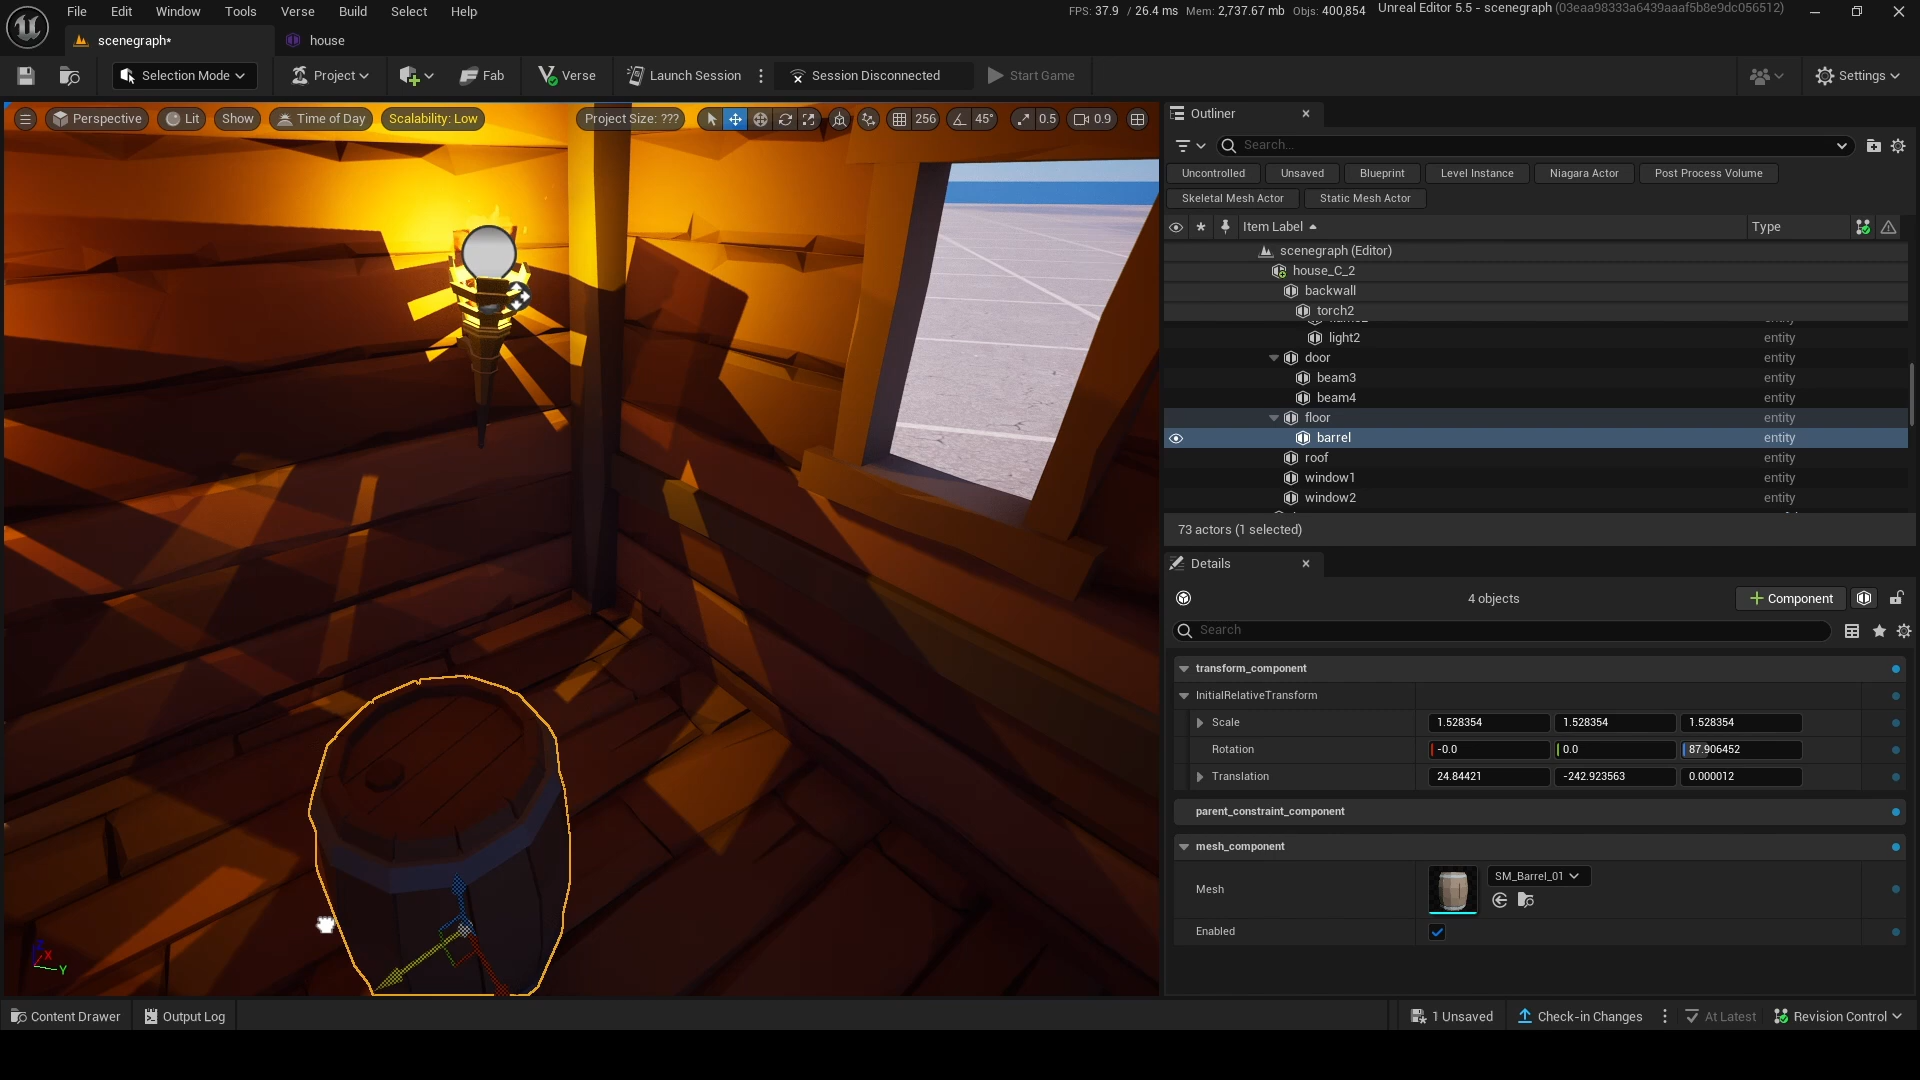 File Edit Window Tools Verse Build Select Help
FPS: 37.9 / 26.4 ms Mem: 2,737.67 mb Objs: 400,854 Unreal Editor 5.5 - scenegraph (03eaa98333a6439aaaf5b8e9dc056512)
scenegraph* house
Selection Mode Project Fab Verse Launch Session Session Disconnected Start Game Settings
Perspective Lit Show Time of Day Scalability: Low Project Size: ??? 256 45° 0.5 0.9
Outliner
Search...
Uncontrolled Unsaved Blueprint Level Instance Niagara Actor Post Process Volume
Skeletal Mesh Actor Static Mesh Actor
Item Label Type
scenegraph (Editor)
house_C_2
backwall
torch2
light2 entity
door entity
beam3 entity
beam4 entity
floor entity
barrel entity
roof entity
window1 entity
window2 entity
73 actors (1 selected)
Details
4 objects Component
Search
transform_component
InitialRelativeTransform
Scale 1.528354 1.528354 1.528354
Rotation -0.0 0.0 87.906452
Translation 24.84421 -242.923563 0.000012
parent_constraint_component
mesh_component
Mesh SM_Barrel_01
Enabled
X Y
Content Drawer Output Log 1 Unsaved Check-in Changes At Latest Revision Control